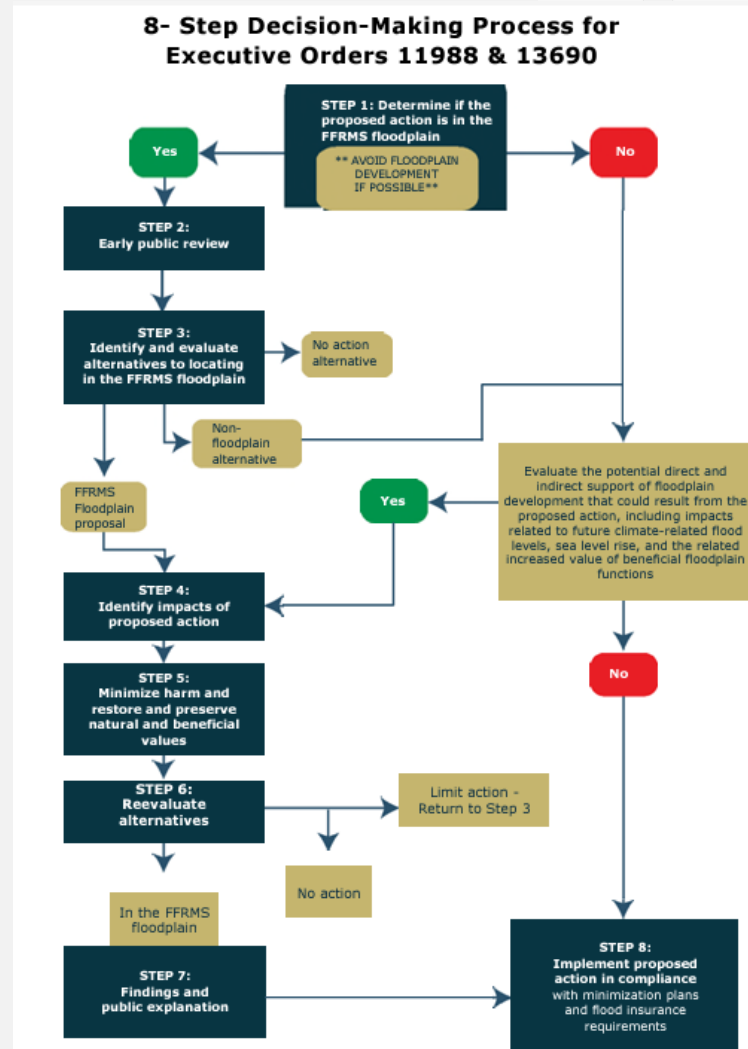 8- Step Decision-Making Process for
Executive Orders 11988 & 13690
STEP 1: Determine if the
proposed action is in the
FFRMS floodplain
** AVOID FLOODPLAIN
DEVELOPMENT
IF POSSIBLE**
Yes
No
STEP 2:
Early public review
STEP 3:
Identify and evaluate
alternatives to locating
in the FFRMS floodplain
No action
alternative
Non-
floodplain
alternative
FFRMS
Floodplain
proposal
Yes
Evaluate the potential direct and
indirect support of floodplain
development that could result from the
proposed action, including impacts
related to future climate-related flood
levels, sea level rise, and the related
increased value of beneficial floodplain
functions
STEP 4:
Identify impacts of
proposed action
No
STEP 5:
Minimize harm and
restore and preserve
natural and beneficial
values
STEP 6:
Reevaluate
alternatives
Limit action -
Return to Step 3
No action
In the FFRMS
floodplain
STEP 7:
Findings and
public explanation
STEP 8:
Implement proposed
action in compliance
with minimization plans
and flood insurance
requirements